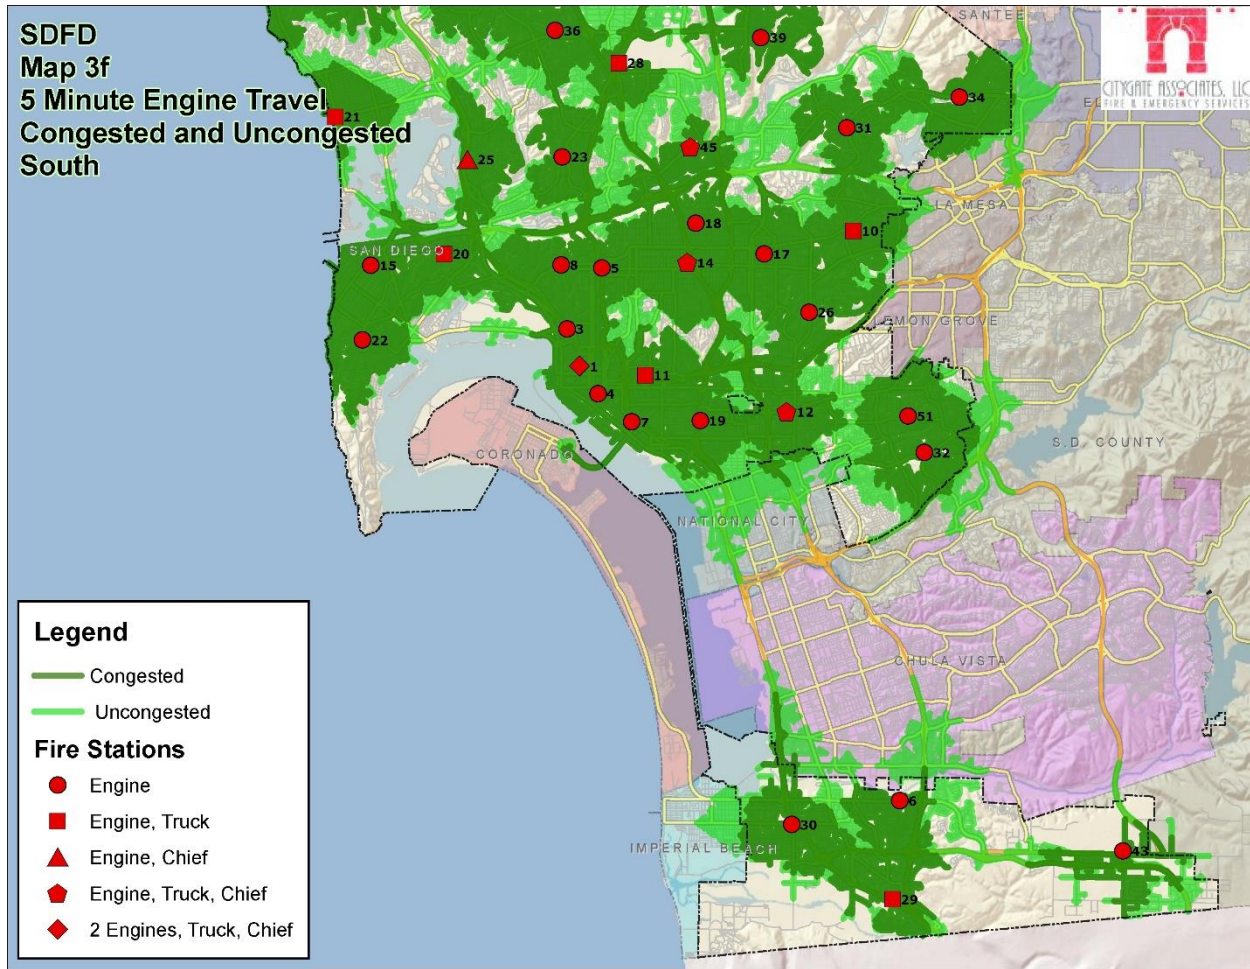 SDFD
Map 3f
5 Minute Engine Travel
Congested and Uncongested
South
SANTEE
CITYGATE ASSOCIATES, LLC
FIRE & EMERGENCY SERVICES
36
39
28
34
21
31
45
25
23
LA MESA
18
10
SAN DIEGO
20
17
15
8
5
14
26
LEMON GROVE
3
22
1
11
4
12
51
7
19
S.D. COUNTY
32
CORONADO
NATIONAL CITY
CHULA VISTA
6
30
IMPERIAL BEACH
43
29
Legend
Congested
Uncongested
Fire Stations
Engine
Engine, Truck
Engine, Chief
Engine, Truck, Chief
2 Engines, Truck, Chief